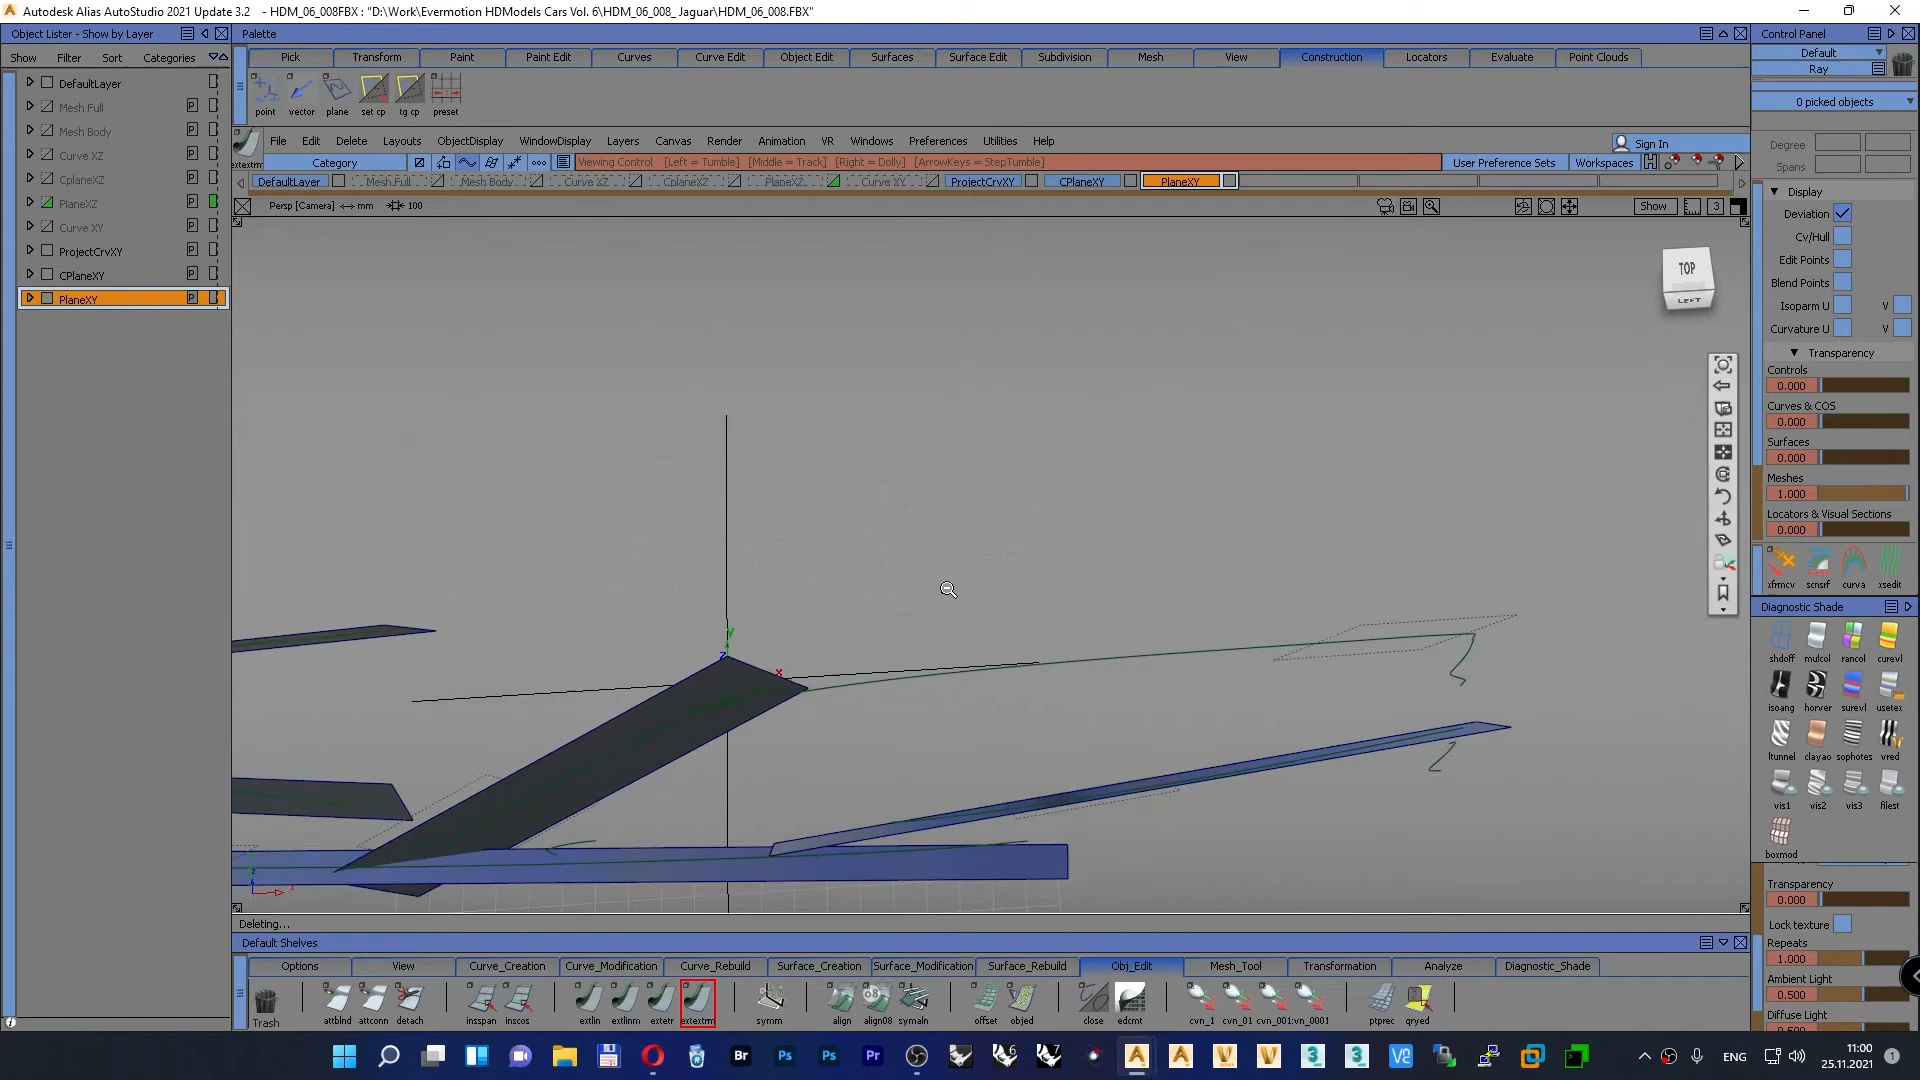 Autodesk Alias AutoStudio 2021 Update 3.2 - HDM_06_008FBX : "D:\Work\Evermotion HDModels Cars Vol. 6\HDM_06_008_ Jaguar\HDM_06_008.FBX"
Object Lister - Show by Layer
Palette
Control Panel
Show Filter Sort Categories
Pick Transform Paint Paint Edit Curves Curve Edit Object Edit Surfaces Surface Edit Subdivision Mesh View Construction Locators Evaluate Point Clouds
Default
Ray
DefaultLayer
Mesh Full P
Mesh Body P
Curve XZ P
CplaneXZ P
PlaneXZ P
Curve XY P
ProjectCrvXY P
CPlaneXY P
PlaneXY P
point vector plane set cp tg cp preset
0 picked objects
File Edit Delete Layouts ObjectDisplay WindowDisplay Layers Canvas Render Animation VR Windows Preferences Utilities Help
Sign In
Category
Viewing Control [Left = Tumble] [Middle = Track] [Right = Dolly] [ArrowKeys = StepTumble]
User Preference Sets Workspaces
DefaultLayer Mesh Full Mesh Body Curve XZ CplaneXZ PlaneXZ Curve XY ProjectCrvXY CPlaneXY PlaneXY
Persp [Camera] mm 100
Show 3
Degree
Spans
Display
Deviation
Cv/Hull
Edit Points
Blend Points
Isoparm U V
Curvature U V
Transparency
Controls
0.000
Curves & COS
0.000
Surfaces
0.000
Meshes
1.000
Locators & Visual Sections
0.000
xfrmcv scnsrf curva xsedit
TOP
LEFT
y
z
x
Diagnostic Shade
shdoff mulcol rancol curevl
isoang horver surevl usetex
ltunnel clayao sophotes vred
vis1 vis2 vis3 filest
boxmod
Transparency
0.000
Lock texture
Repeats
1.000
Ambient Light
0.500
Diffuse Light
Deleting...
Default Shelves
Options View Curve_Creation Curve_Modification Curve_Rebuild Surface_Creation Surface_Modification Surface_Rebuild Obj_Edit Mesh_Tool Transformation Analyze Diagnostic_Shade
Trash attblnd attconn detach insspan inscos extlin extlinm extetr extextrm symm align align08 symaln offset objed close edcmt cvn_1 cvn_01 cvn_001 vn_0001 ptprec qryed
Br Ps Ps Pr 6 7 3 3
ENG
11:00
25.11.2021
1